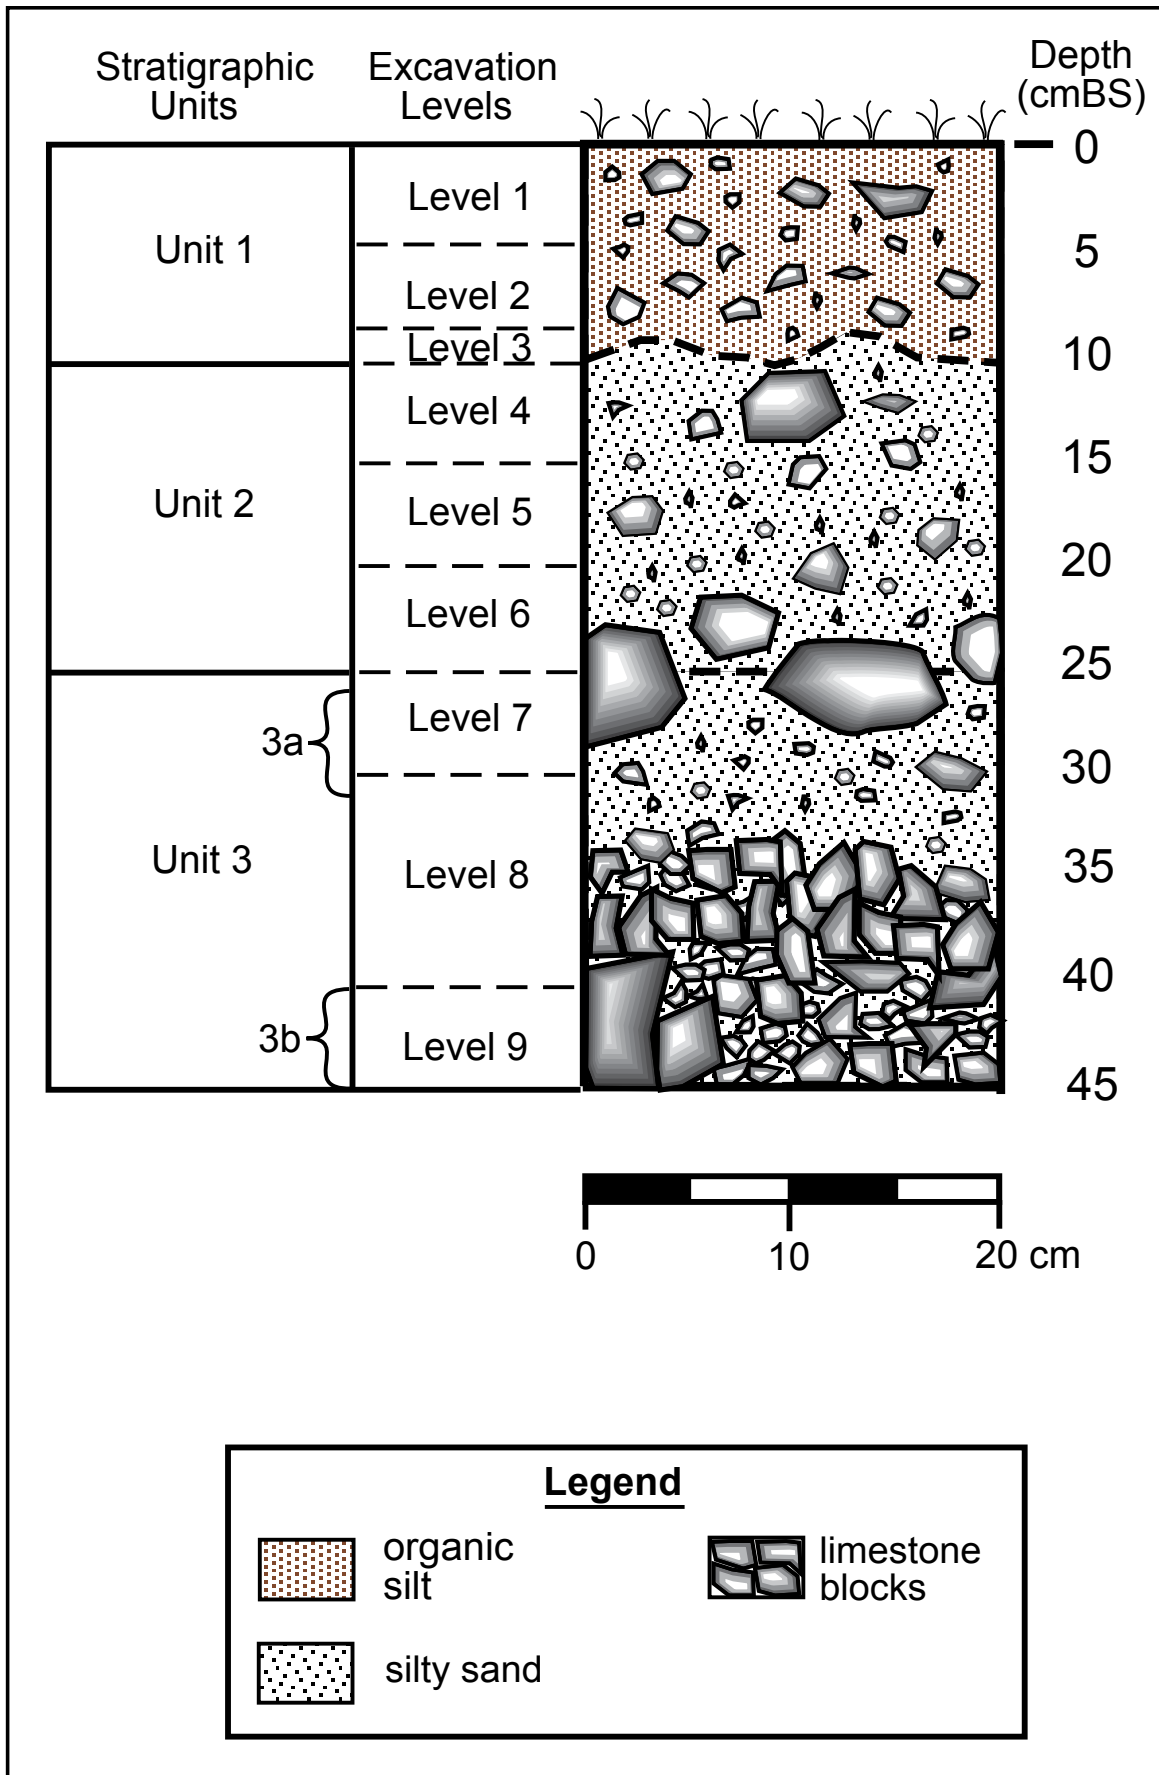 Stratigraphic
Units
Excavation
Levels
Depth
(cmBS)
Unit 1
Unit 2
Unit 3
3a
3b
Level 1
Level 2
Level 3
Level 4
Level 5
Level 6
Level 7
Level 8
Level 9
0
5
10
15
20
25
30
35
40
45
0
10
20 cm
Legend
organic
silt
silty sand
limestone
blocks